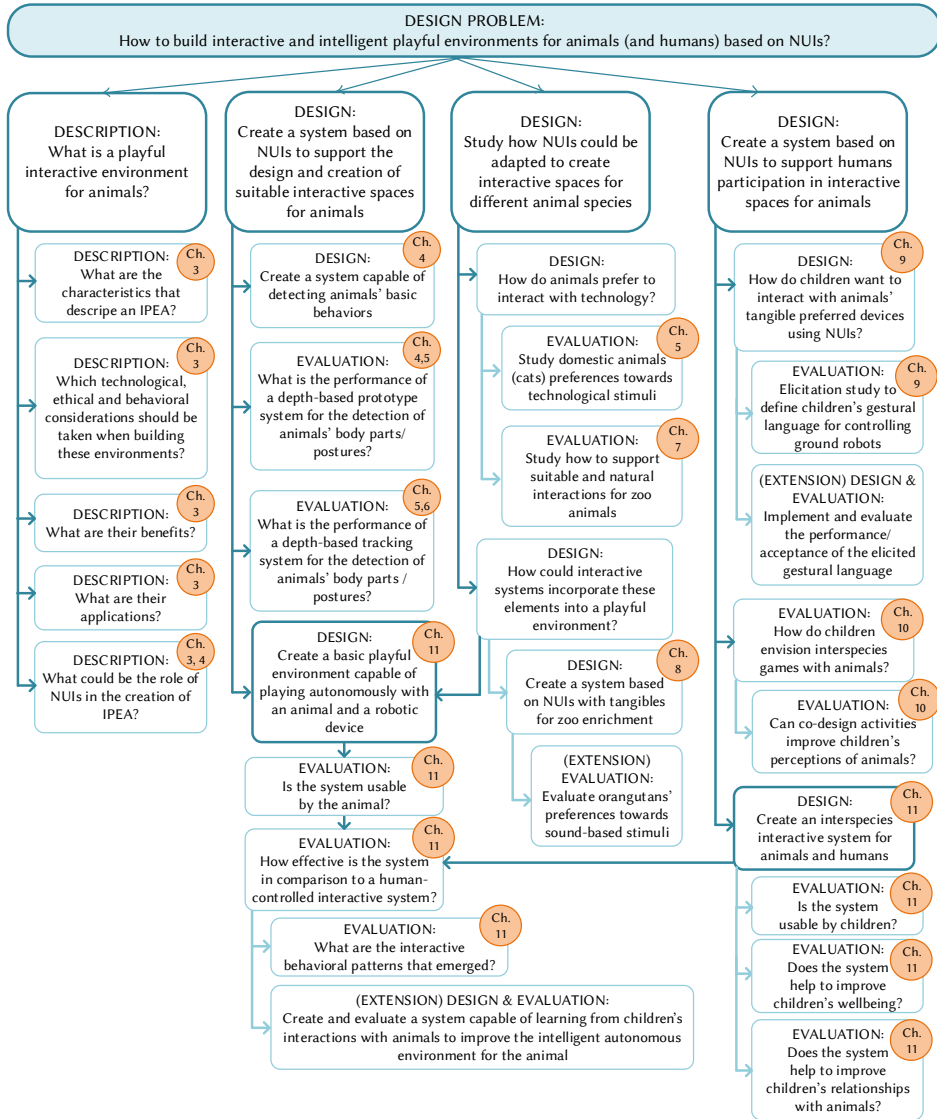 DESIGN PROBLEM:
How to build interactive and intelligent playful environments for animals (and humans) based on NUIs?
DESCRIPTION:
What is a playful
interactive environment
for animals?
DESCRIPTION:
What are the
characteristics that
descripe an IPEA?
Ch.
3
DESCRIPTION:
Which technological,
ethical and behavioral
considerations should be
taken when building
these environments?
Ch.
3
DESCRIPTION:
What are their benefits?
Ch.
3
DESCRIPTION:
What are their
applications?
Ch.
3
DESCRIPTION:
What could be the role of
NUIs in the creation of
IPEA?
Ch.
3, 4
DESIGN:
Create a system based on
NUIs to support the
design and creation of
suitable interactive spaces
for animals
DESIGN:
Create a system capable of
detecting animals' basic
behaviors
Ch.
4
EVALUATION:
What is the performance of
a depth-based prototype
system for the detection of
animals' body parts/
postures?
Ch.
4,5
EVALUATION:
What is the performance of
a depth-based tracking
system for the detection of
animals' body parts /
postures?
Ch.
5,6
DESIGN:
Create a basic playful
environment capable of
playing autonomously with
an animal and a robotic
device
Ch.
11
EVALUATION:
Is the system usable
by the animal?
Ch.
11
EVALUATION:
How effective is the system
in comparison to a human-
controlled interactive system?
Ch.
11
EVALUATION:
What are the interactive
behavioral patterns that emerged?
Ch.
11
(EXTENSION) DESIGN & EVALUATION:
Create and evaluate a system capable of learning from children's
interactions with animals to improve the intelligent autonomous
environment for the animal
DESIGN:
Study how NUIs could be
adapted to create
interactive spaces for
different animal species
DESIGN:
How do animals prefer to
interact with technology?
EVALUATION:
Study domestic animals
(cats) preferences towards
technological stimuli
Ch.
5
EVALUATION:
Study how to support
suitable and natural
interactions for zoo
animals
Ch.
7
DESIGN:
How could interactive
systems incorporate these
elements into a playful
environment?
DESIGN:
Create a system based
on NUIs with tangibles
for zoo enrichment
Ch.
8
(EXTENSION)
EVALUATION:
Evaluate orangutans'
preferences towards
sound-based stimuli
DESIGN:
Create a system based on
NUIs to support humans
participation in interactive
spaces for animals
DESIGN:
How do children want to
interact with animals'
tangible preferred devices
using NUIs?
Ch.
9
EVALUATION:
Elicitation study to
define children's gestural
language for controlling
ground robots
Ch.
9
(EXTENSION) DESIGN &
EVALUATION:
Implement and evaluate
the performance/
acceptance of the elicited
gestural language
EVALUATION:
How do children
envision interspecies
games with animals?
Ch.
10
EVALUATION:
Can co-design activities
improve children's
perceptions of animals?
Ch.
10
DESIGN:
Create an interspecies
interactive system for
animals and humans
Ch.
11
EVALUATION:
Is the system
usable by children?
Ch.
11
EVALUATION:
Does the system
help to improve
children's wellbeing?
Ch.
11
EVALUATION:
Does the system
help to improve
children's relationships
with animals?
Ch.
11